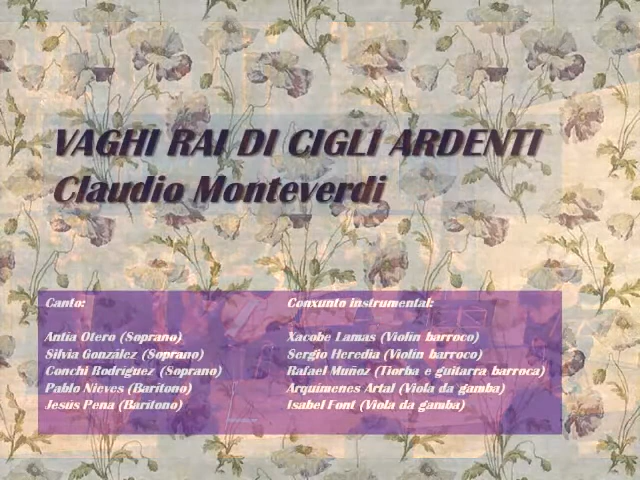 VAGHI RAI DI CIGLI ARDENTI
Claudio Monteverdi
Canto:
Antía Otero (Soprano)
Silvia González (Soprano)
Conchi Rodríguez (Soprano)
Pablo Nieves (Barítono)
Jesús Pena (Barítono)
Conxunto instrumental:
Xacobe Lamas (Violín barroco)
Sergio Heredia (Violín barroco)
Rafael Muñoz (Tiorba e guitarra barroca)
Arquímenes Artal (Viola da gamba)
Isabel Font (Viola da gamba)